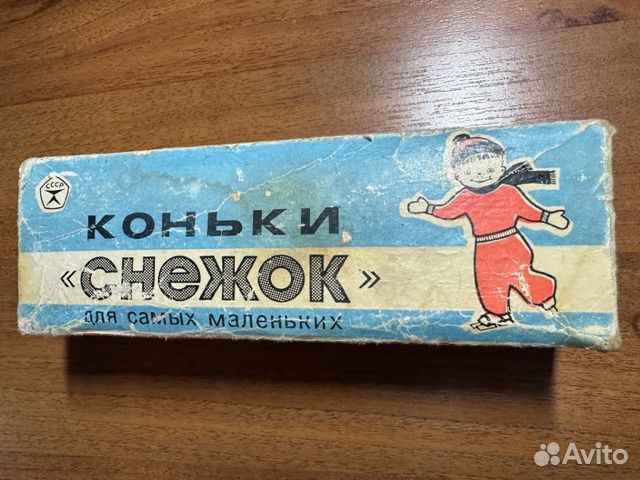 СССР
КОНЬКИ
«СНЕЖОК»
для самых маленьких
Avito